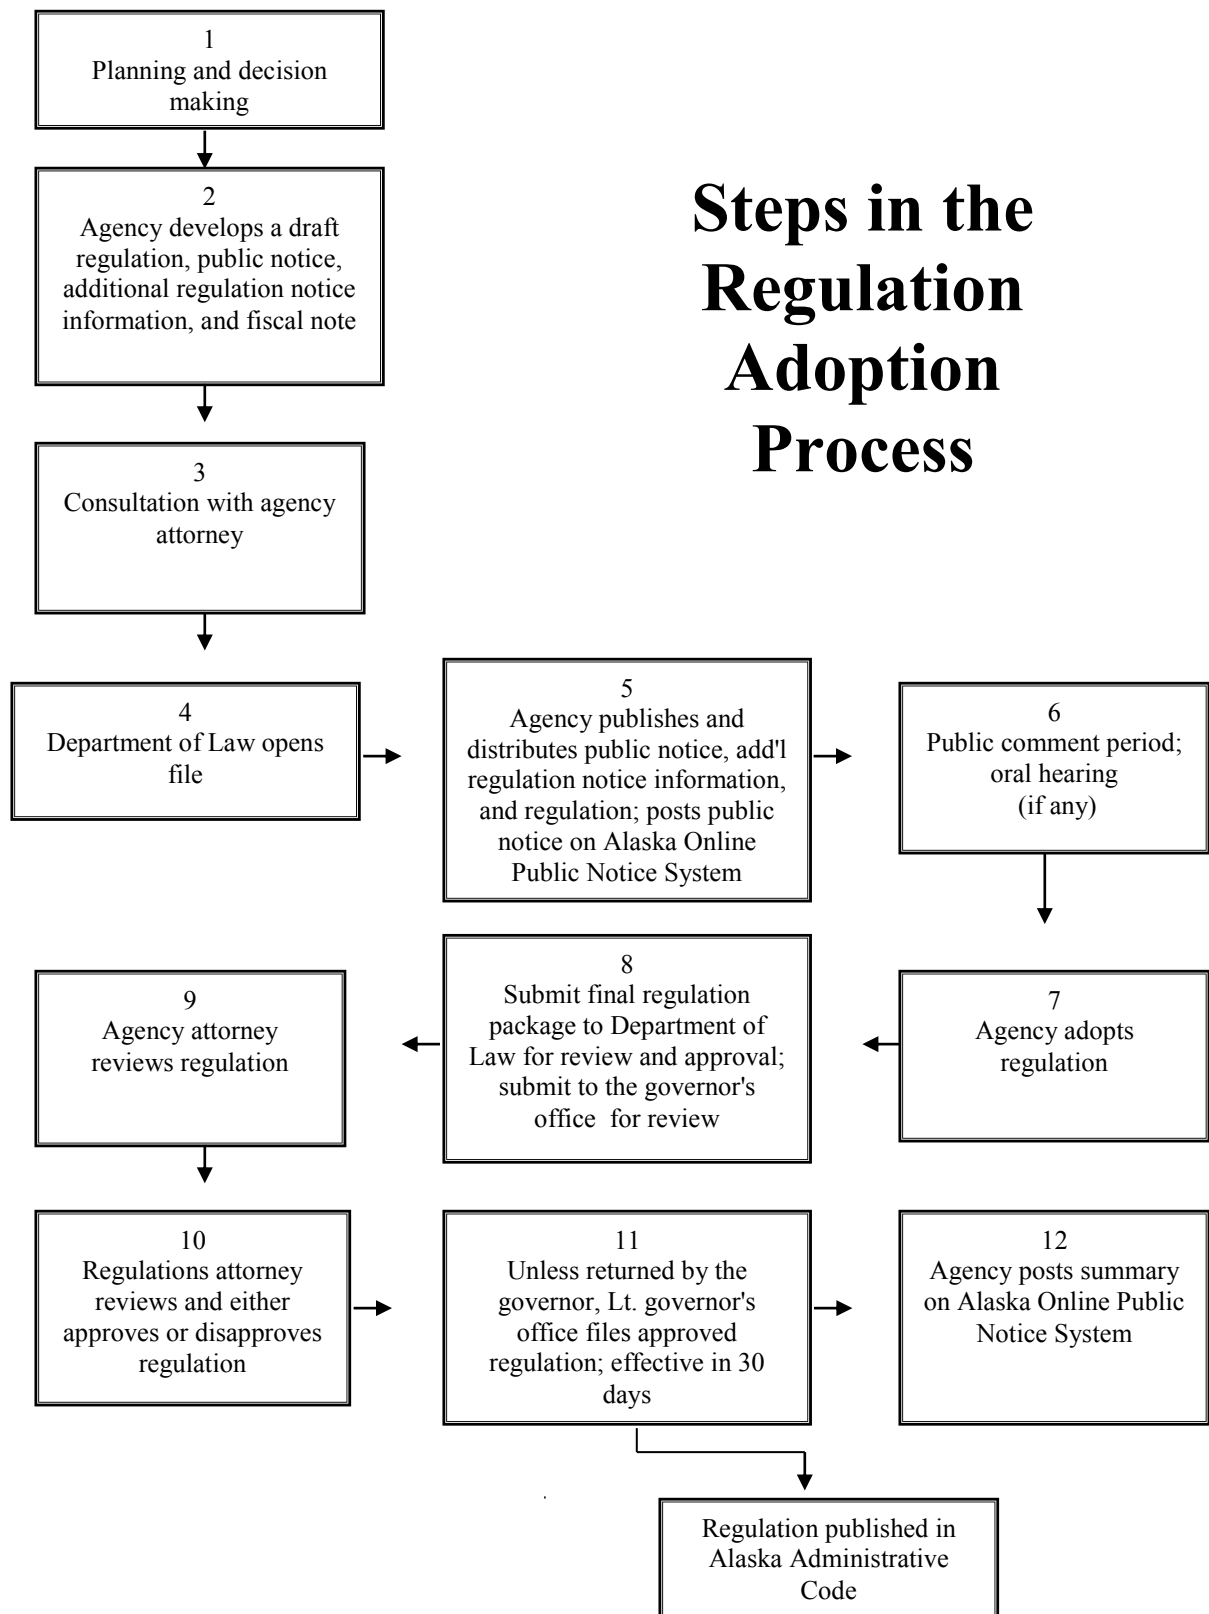 1
Planning and decision
making
2
Agency develops a draft
regulation, public notice,
additional regulation notice
information, and fiscal note
Steps in the
Regulation
Adoption
Process
3
Consultation with agency
attorney
4
Department of Law opens
file
5
Agency publishes and
distributes public notice, add'l
regulation notice information,
and regulation; posts public
notice on Alaska Online
Public Notice System
6
Public comment period;
oral hearing
(if any)
7
Agency adopts
regulation
8
Submit final regulation
package to Department of
Law for review and approval;
submit to the governor's
office for review
9
Agency attorney
reviews regulation
10
Regulations attorney
reviews and either
approves or disapproves
regulation
11
Unless returned by the
governor, Lt. governor's
office files approved
regulation; effective in 30
days
12
Agency posts summary
on Alaska Online Public
Notice System
Regulation published in
Alaska Administrative
Code